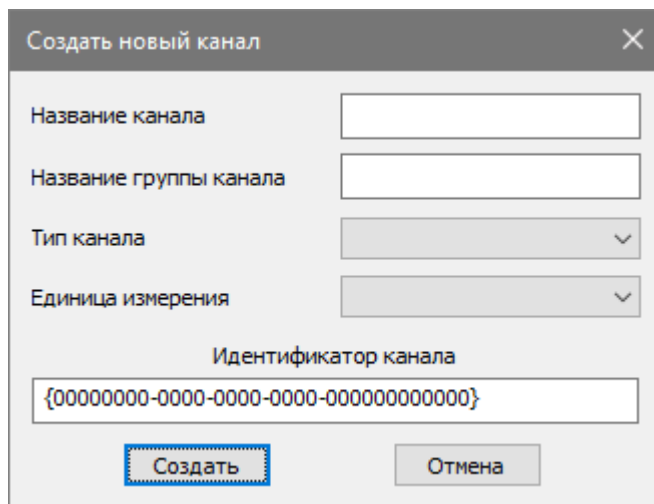 Создать новый канал
Название канала
Название группы канала
Тип канала
Единица измерения
Идентификатор канала
{00000000-0000-0000-0000-000000000000}
Создать Отмена